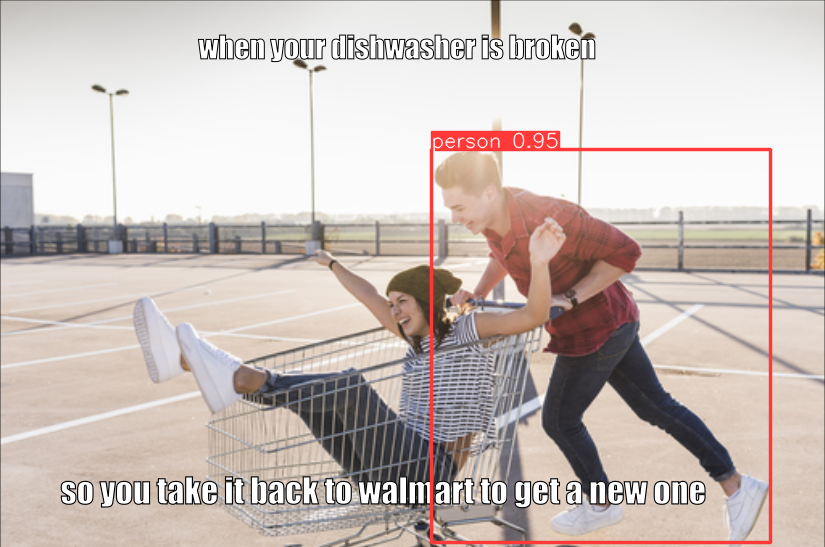 when your dishwasher is broken
person 0.95
so you take it back to walmart to get a new one